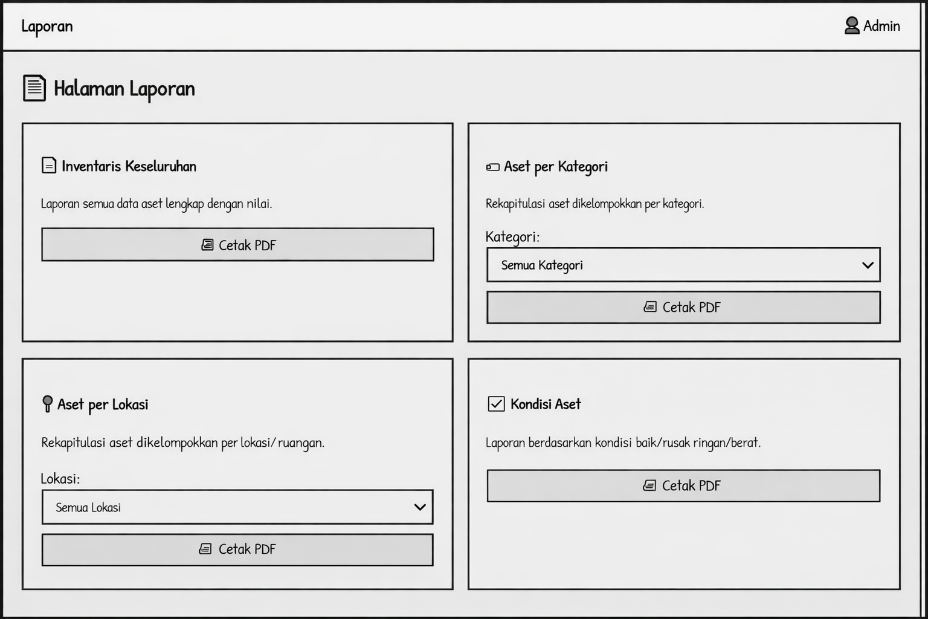 Laporan
Admin
Halaman Laporan
Inventaris Keseluruhan
Laporan semua data aset lengkap dengan nilai.
Cetak PDF
Aset per Kategori
Rekapitulasi aset dikelompokkan per kategori.
Kategori:
Semua Kategori
Cetak PDF
Aset per Lokasi
Rekapitulasi aset dikelompokkan per lokasi/ruangan.
Lokasi:
Semua Lokasi
Cetak PDF
Kondisi Aset
Laporan berdasarkan kondisi baik/rusak ringan/berat.
Cetak PDF